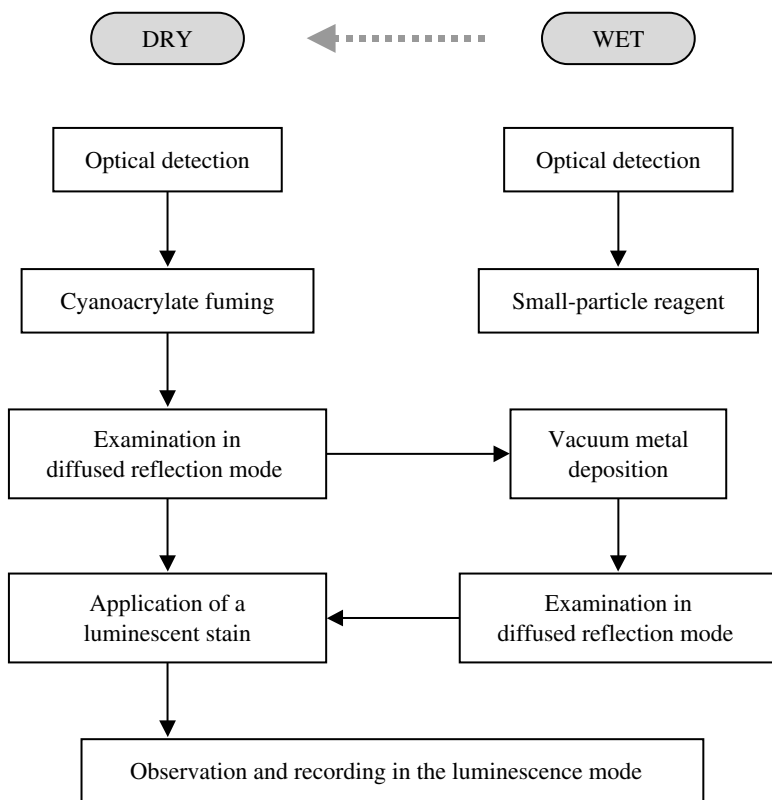 DRY
WET
Optical detection
Optical detection
Cyanoacrylate fuming
Small-particle reagent
Examination in
diffused reflection mode
Vacuum metal
deposition
Application of a
luminescent stain
Examination in
diffused reflection mode
Observation and recording in the luminescence mode